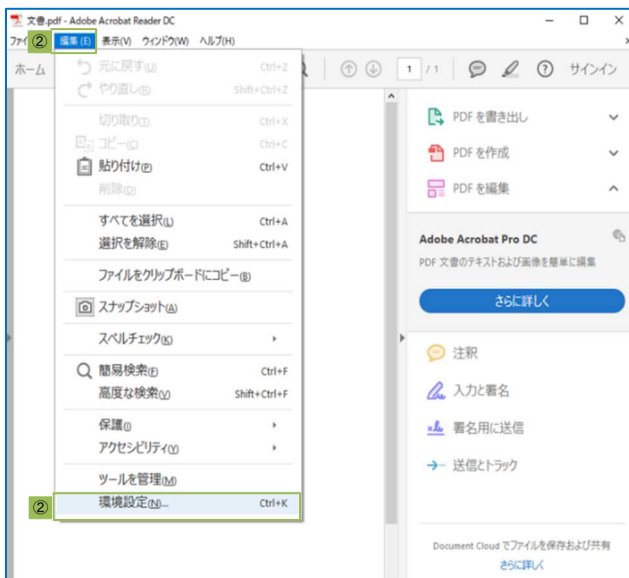 文書.pdf - Adobe Acrobat Reader DC
② 編集(E) 表示(V) ウインドウ(W) ヘルプ(H)
ホーム 1 / 1 サインイン
元に戻す(U) Ctrl+Z
やり直し(R) Shift+Ctrl+Z
切り取り(T) Ctrl+X
コピー(C) Ctrl+C
貼り付け(P) Ctrl+V
削除(D)
すべてを選択(L) Ctrl+A
選択を解除(E) Shift+Ctrl+A
ファイルをクリップボードにコピー(B)
スナップショット(A)
スペルチェック(K)
簡易検索(F) Ctrl+F
高度な検索(V) Shift+Ctrl+F
保護(I)
アクセシビリティ(Y)
ツールを管理(M)
② 環境設定(N)... Ctrl+K
PDF を書き出し
PDF を作成
PDF を編集
Adobe Acrobat Pro DC
PDF 文書のテキストおよび画像を簡単に編集
さらに詳しく
注釈
入力と署名
署名用に送信
送信とトラック
Document Cloud でファイルを保存および共有
さらに詳しく